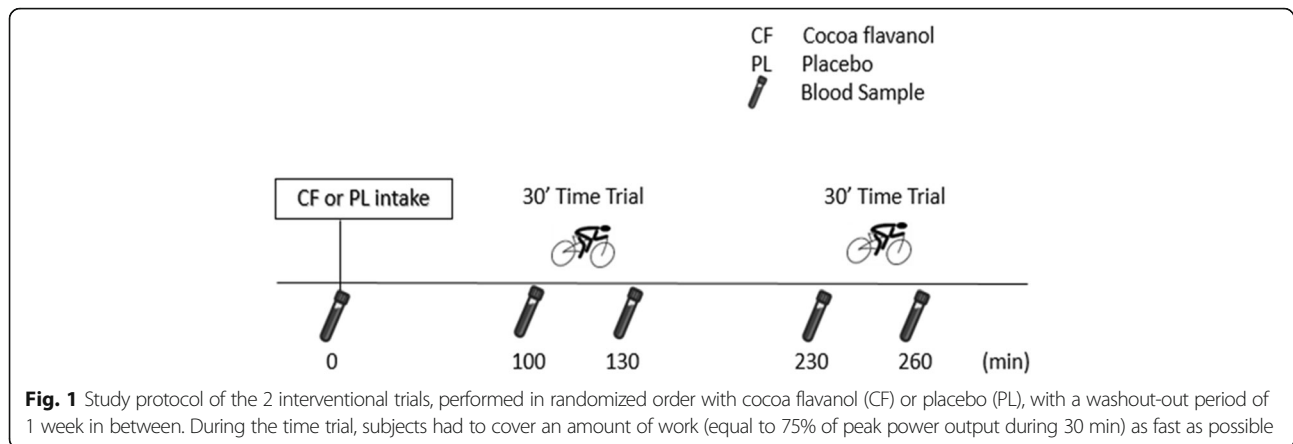 CF Cocoa flavanol
PL Placebo
Blood Sample
CF or PL intake
30' Time Trial
30' Time Trial
0
100
130
230
260
(min)
Fig. 1 Study protocol of the 2 interventional trials, performed in randomized order with cocoa flavanol (CF) or placebo (PL), with a washout-out period of
1 week in between. During the time trial, subjects had to cover an amount of work (equal to 75% of peak power output during 30 min) as fast as possible